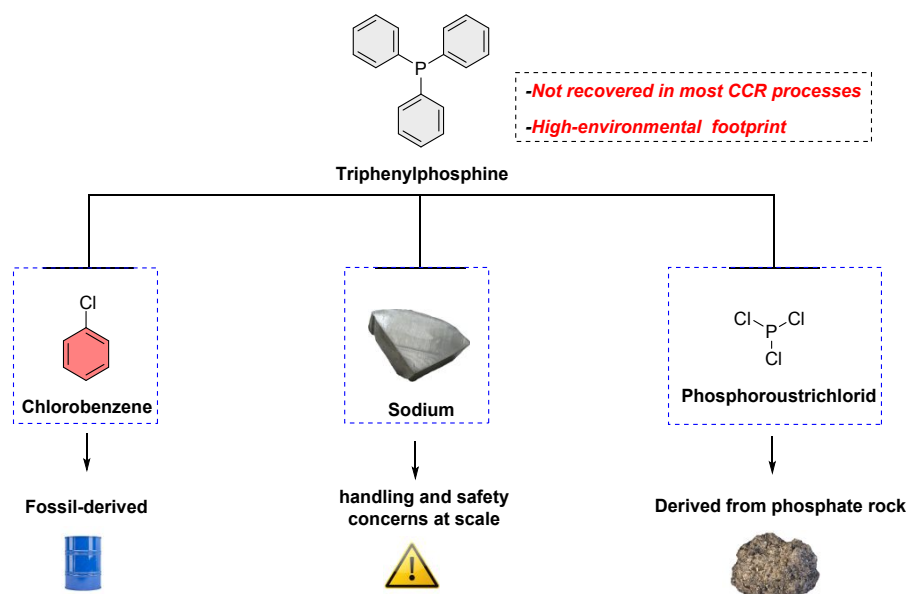 P
-Not recovered in most CCR processes
-High-environmental footprint
Triphenylphosphine
Cl
Chlorobenzene
Sodium
Cl
Cl
P
Cl
Phosphoroustrichlorid
Fossil-derived
handling and safety
concerns at scale
Derived from phosphate rock
!